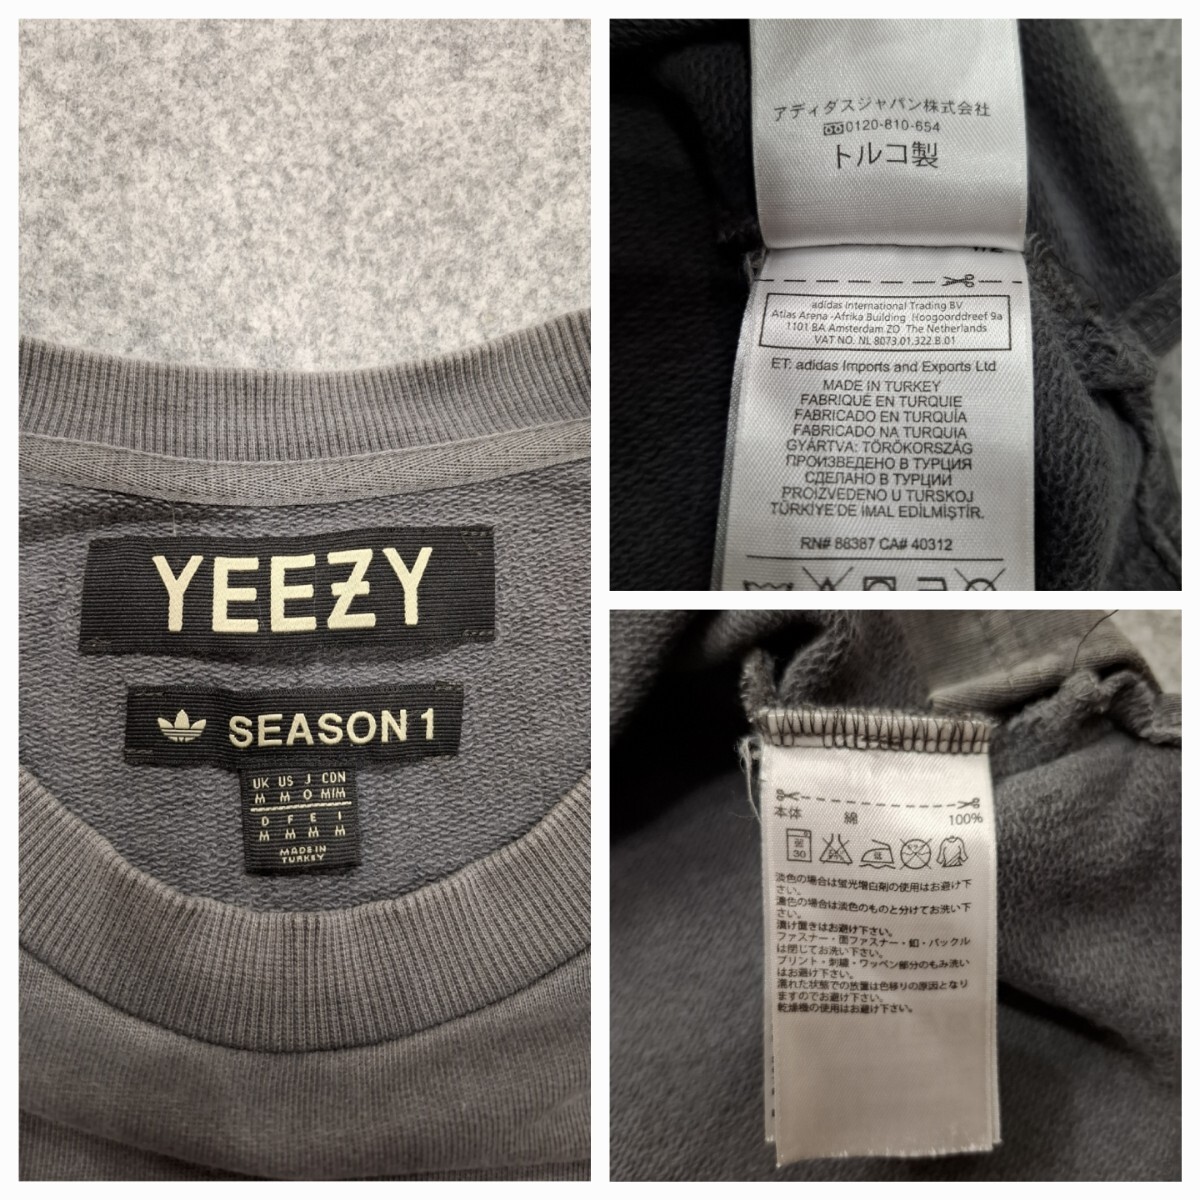 YEEZY
SEASON 1
UK US J CDN
M M O M/M
D F E I
M M M M
MADE IN
TURKEY
アディダスジャパン株式会社
0120-810-654
トルコ製
adidas International Trading BV
Atlas Arena -Afrika Building Hoogoorddreef 9a
1101 BA Amsterdam ZO The Netherlands
VAT NO. NL 8073.01.322.B.01
ET: adidas Imports and Exports Ltd
MADE IN TURKEY
FABRIQUÉ EN TURQUIE
FABRICADO EN TURQUÍA
FABRICADO NA TURQUIA
GYÁRTVA: TÖRÖKORSZÁG
ПРОИЗВЕДЕНО В ТУРЦИЯ
СДЕЛАНО В ТУРЦИИ
PROIZVEDENO U TURSKOJ
TÜRKİYE'DE IMAL EDİLMİŞTİR.
RN# 88387 CA# 40312
本体 綿 100%
30
淡色の場合は蛍光増白剤の使用はお避け下
さい。
濃色の場合は淡色のものと分けてお洗い下
さい。
漬け置きはお避け下さい。
ファスナー・面ファスナー・釦・バックル
は閉じてお洗い下さい。
プリント・刺繍・ワッペン部分のもみ洗い
はお避け下さい。
濡れた状態での放置は色移りの原因となり
ますのでお避け下さい。
乾燥機の使用はお避け下さい。